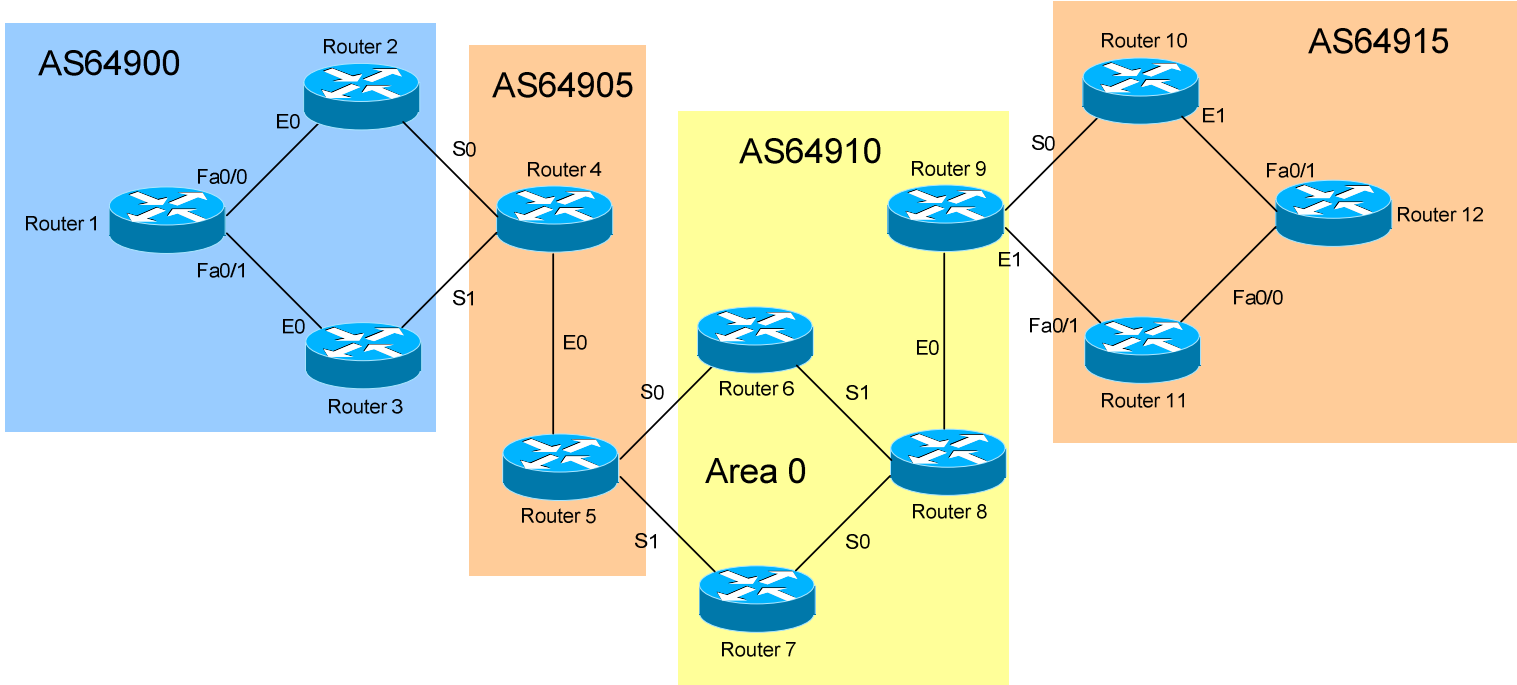 AS64900
Router 2
E0
S0
Fa0/0
Router 1
Fa0/1
E0
S1
Router 3
AS64905
Router 4
E0
Router 5
S0
S1
AS64910
Router 9
E1
E0
Router 6
S1
Area 0
Router 8
S0
Router 7
AS64915
Router 10
S0
E1
Fa0/1
Router 12
Fa0/0
Fa0/1
Router 11